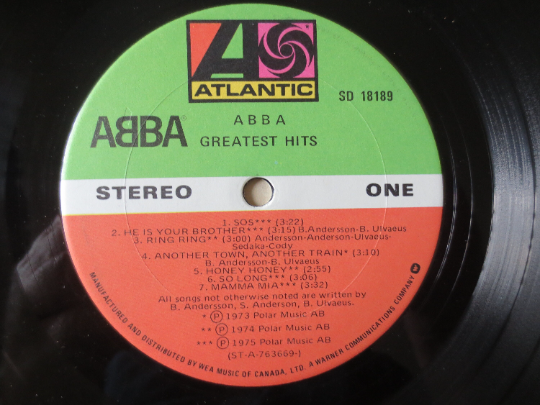 ATLANTIC
SD 18189
ABBA
ABBA
GREATEST HITS
STEREO
ONE
1. SOS*** (3:22)
2. HE IS YOUR BROTHER*** (3:15) B.Andersson-B. Ulvaeus
3. RING RING** (3:00) Andersson-Anderson-Ulvaeus-
Sedaka-Cody
4. ANOTHER TOWN, ANOTHER TRAIN* (3:10)
B. Andersson-B. Ulvaeus
5. HONEY HONEY** (2:55)
6. SO LONG*** (3:06)
7. MAMMA MIA*** (3:32)
All songs not otherwise noted are written by
B. Andersson, S. Anderson, B. Ulvaeus.
* Ⓟ 1973 Polar Music AB
** Ⓟ 1974 Polar Music AB
*** Ⓟ 1975 Polar Music AB
(ST-A-763669-)
MANUFACTURED AND DISTRIBUTED BY WEA MUSIC OF CANADA, LTD. A WARNER COMMUNICATIONS COMPANY